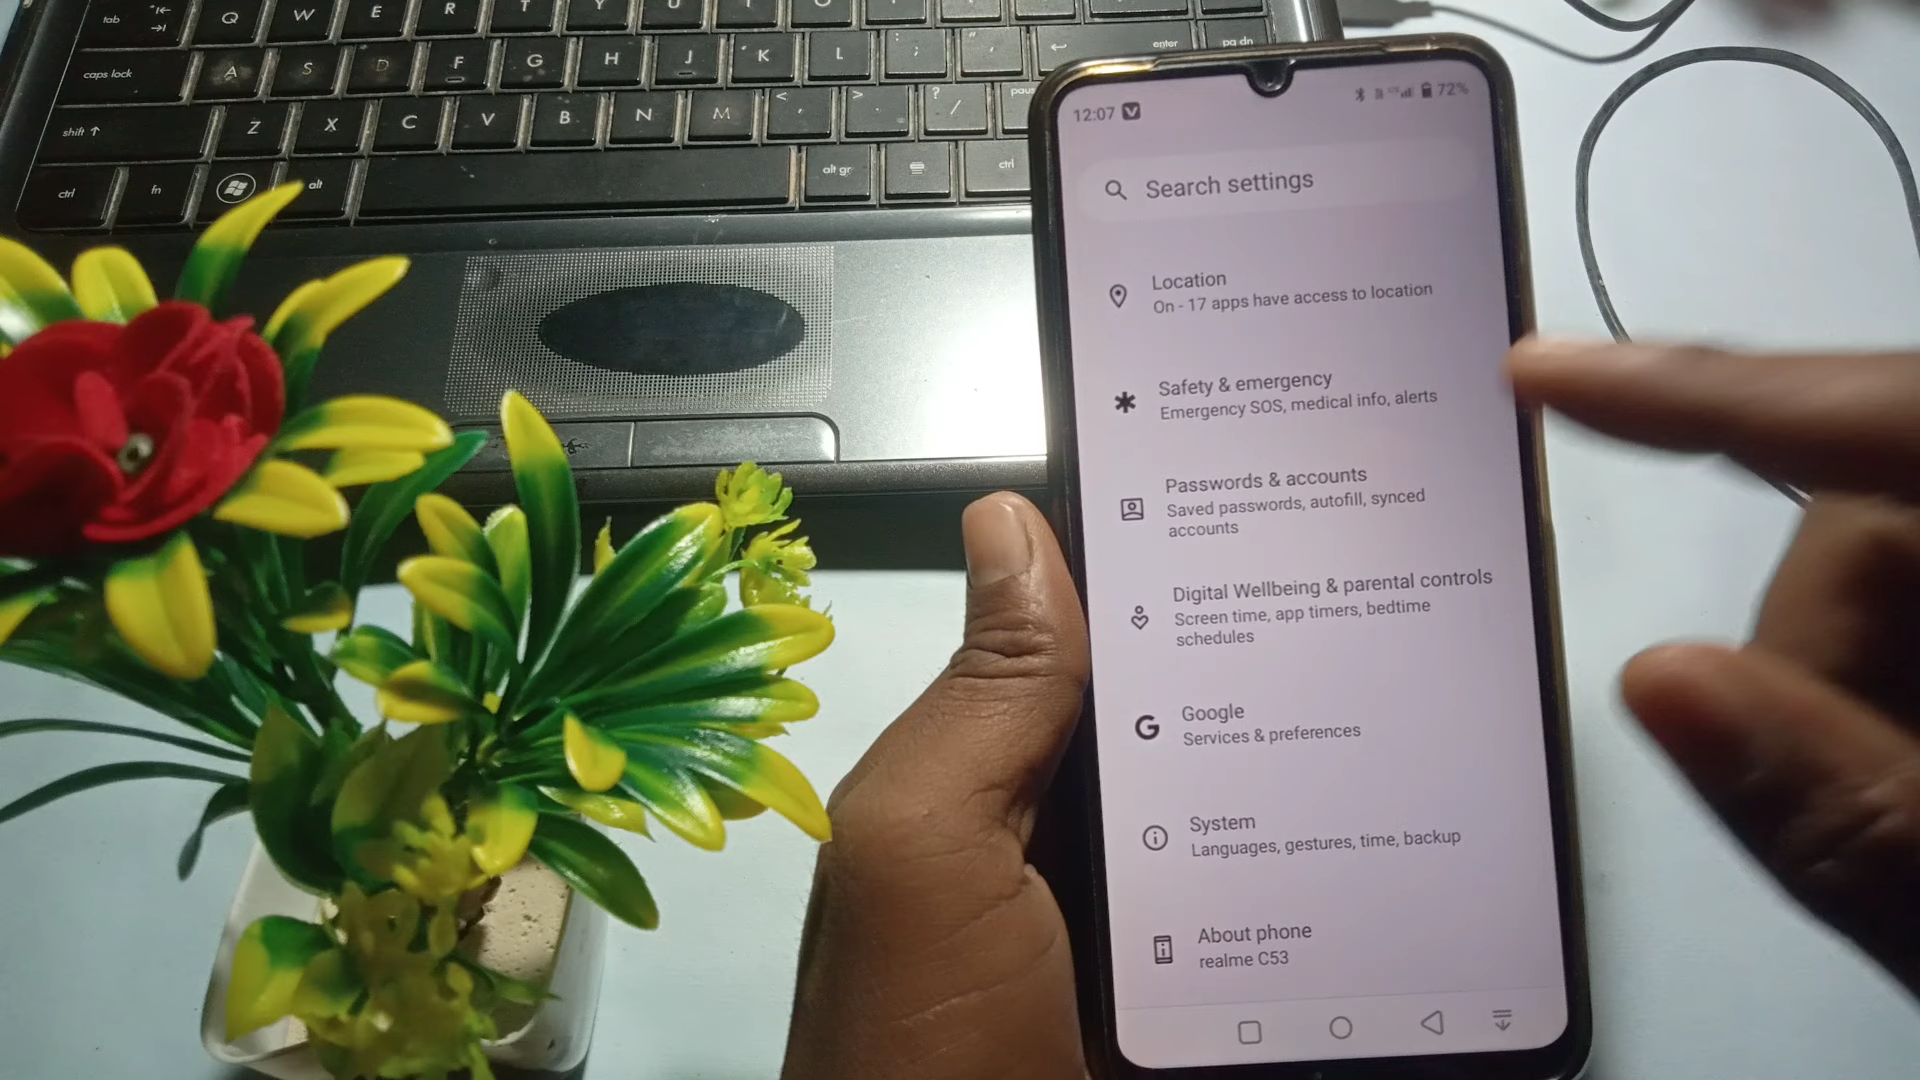 Q W E R T Y U I O
tab
caps lock A S D F G H J K L ; : enter pg dn
shift Z X C V B N M < , > . ? / paus
ctrl fn alt alt gr ctrl
12:07 72%
Search settings
Location
On - 17 apps have access to location
Safety & emergency
Emergency SOS, medical info, alerts
Passwords & accounts
Saved passwords, autofill, synced
accounts
Digital Wellbeing & parental controls
Screen time, app timers, bedtime
schedules
Google
Services & preferences
System
Languages, gestures, time, backup
About phone
realme C53